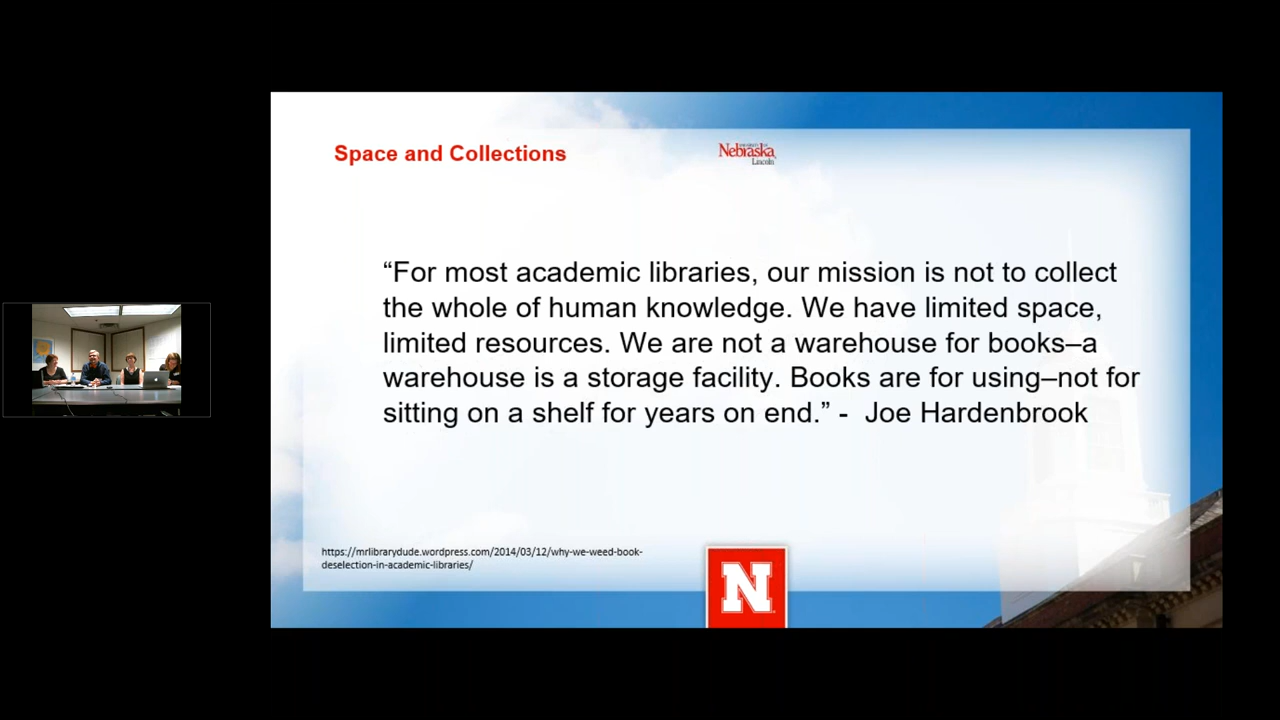 Space and Collections
Nebraska
Lincoln
“For most academic libraries, our mission is not to collect
the whole of human knowledge. We have limited space,
limited resources. We are not a warehouse for books–a
warehouse is a storage facility. Books are for using–not for
sitting on a shelf for years on end.” -  Joe Hardenbrook
https://mrlibrarydude.wordpress.com/2014/03/12/why-we-weed-book-
deselection-in-academic-libraries/
N